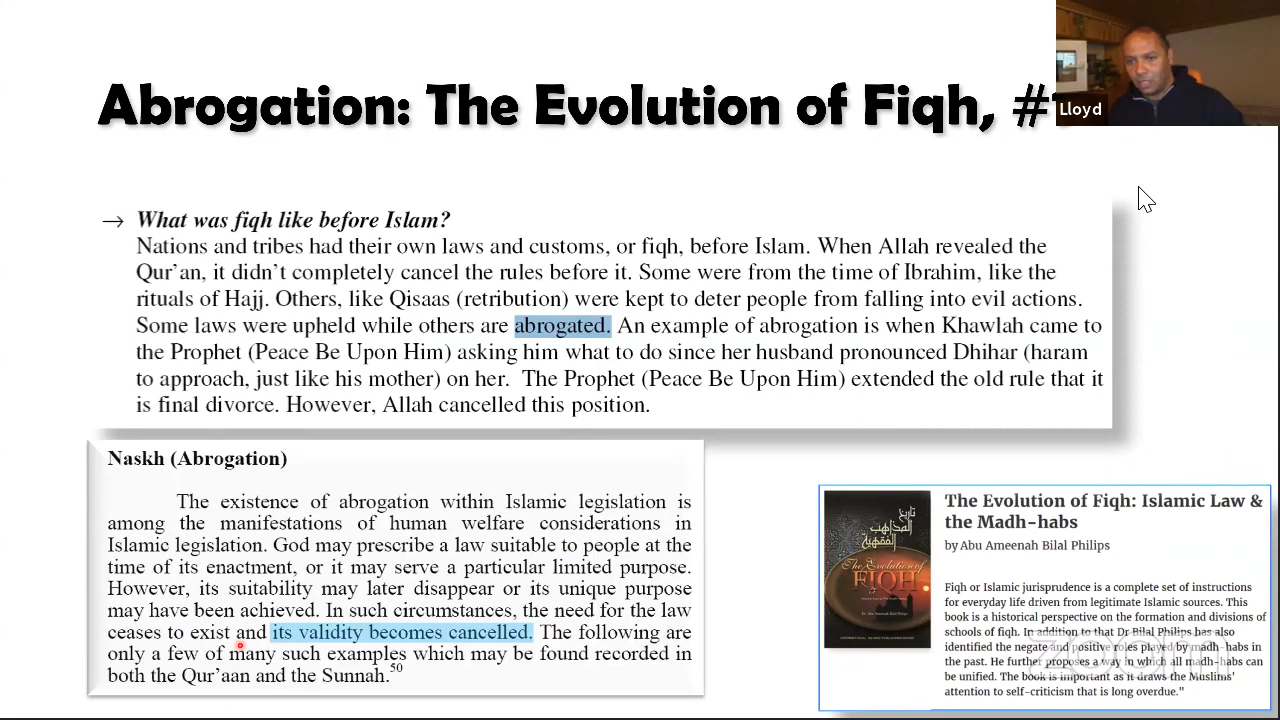 Abrogation: The Evolution of Fiqh, #
Lloyd
→ What was fiqh like before Islam?
Nations and tribes had their own laws and customs, or fiqh, before Islam. When Allah revealed the
Qur’an, it didn’t completely cancel the rules before it. Some were from the time of Ibrahim, like the
rituals of Hajj. Others, like Qisaas (retribution) were kept to deter people from falling into evil actions.
Some laws were upheld while others are abrogated. An example of abrogation is when Khawlah came to
the Prophet (Peace Be Upon Him) asking him what to do since her husband pronounced Dhihar (haram
to approach, just like his mother) on her. The Prophet (Peace Be Upon Him) extended the old rule that it
is final divorce. However, Allah cancelled this position.
Naskh (Abrogation)
The existence of abrogation within Islamic legislation is
among the manifestations of human welfare considerations in
Islamic legislation. God may prescribe a law suitable to people at the
time of its enactment, or it may serve a particular limited purpose.
However, its suitability may later disappear or its unique purpose
may have been achieved. In such circumstances, the need for the law
ceases to exist and its validity becomes cancelled. The following are
only a few of many such examples which may be found recorded in
both the Qur’aan and the Sunnah.50
تاريخ
المذاهب
الفقهية
The Evolution of
FIQH
The Evolution of Fiqh: Islamic Law &
the Madh-habs
by Abu Ameenah Bilal Philips
Fiqh or Islamic jurisprudence is a complete set of instructions
for everyday life driven from legitimate Islamic sources. This
book is a historical perspective on the formation and divisions of
schools of fiqh. In addition to that Dr Bilal Philips has also
identified the negate and positive roles played by madh-habs in
the past. He further proposes a way in which all madh-habs can
be unified. The book is important as it draws the Muslims'
attention to self-criticism that is long overdue."
zoom